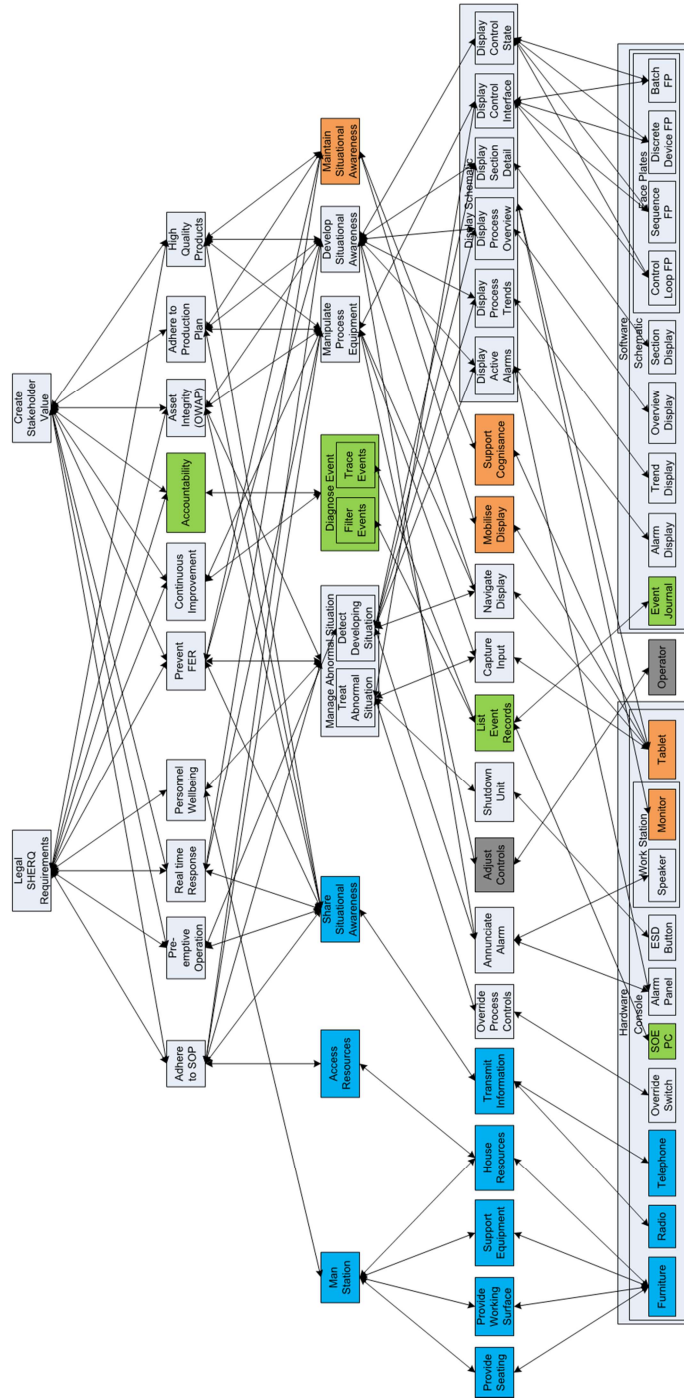 Legal
SHERQ
Requirements
Create
Stakeholder
Value
Adhere
to SOP
Pre-
emptive
Operation
Real time
Response
Personnel
Wellbeing
Prevent
FER
Continuous
Improvement
Accountability
Asset
Integrity
(OWAP)
Adhere to
Production
Plan
High
Quality
Products
Man
Station
Access
Resources
Share
Situational
Awareness
Manage Abnormal Situation
Treat
Abnormal
Situation
Detect
Developing
Situation
Diagnose Event
Filter
Events
Trace
Events
Manipulate
Process
Equipment
Develop
Situational
Awareness
Maintain
Situational
Awareness
Provide
Seating
Provide
Working
Surface
Support
Equipment
House
Resources
Transmit
Information
Override
Process
Controls
Annunciate
Alarm
Adjust
Controls
Shutdown
Unit
List
Event
Records
Capture
Input
Navigate
Display
Mobilise
Display
Support
Cognisance
Display Schematic
Display
Active
Alarms
Display
Process
Trends
Display
Process
Overview
Display
Section
Detail
Display
Control
Interface
Display
Control
State
Hardware
Console
Furniture
Radio
Telephone
Override
Switch
SOE
PC
Alarm
Panel
ESD
Button
Work Station
Speaker
Monitor
Tablet
Operator
Software
Schematic
Event
Journal
Alarm
Display
Trend
Display
Overview
Display
Section
Display
Face Plates
Control
Loop FP
Sequence
FP
Discrete
Device FP
Batch
FP